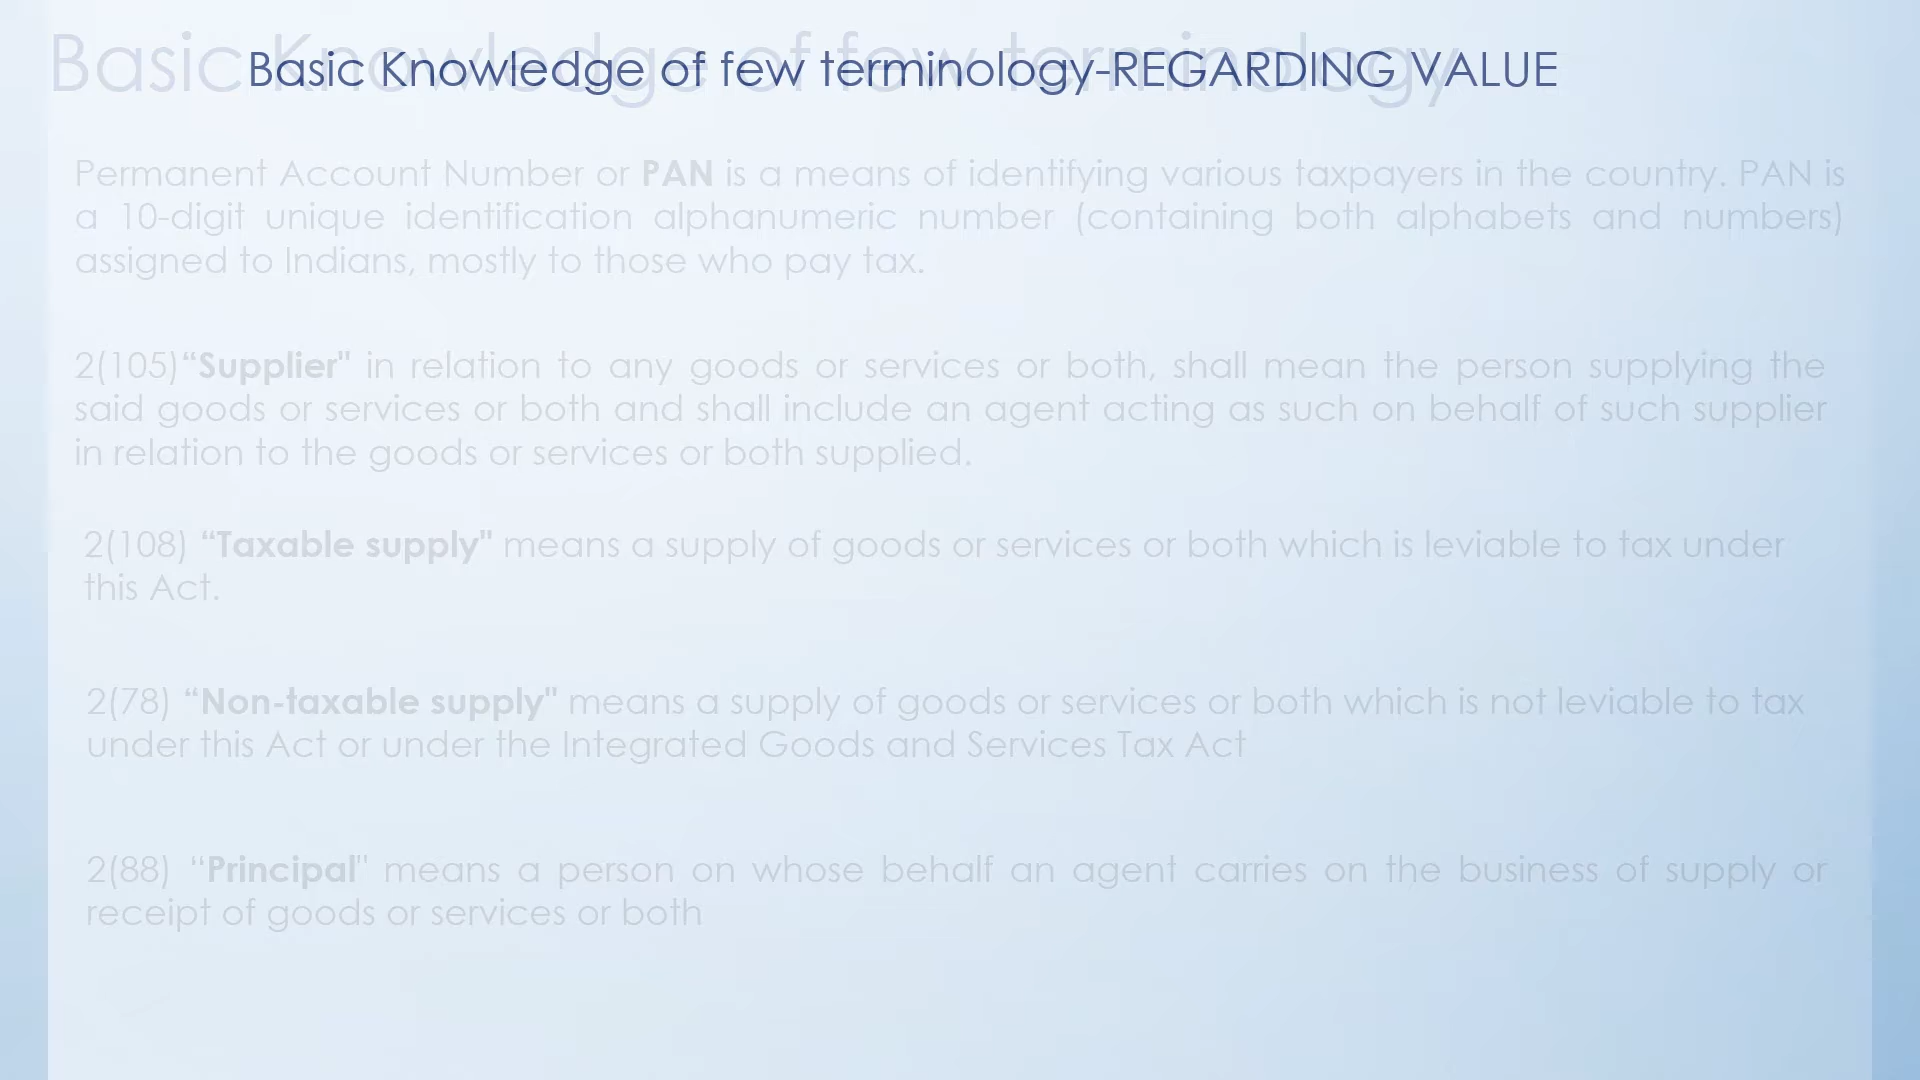 Basic Knowledge of few terminology
Basic Knowledge of few terminology-REGARDING VALUE
Permanent Account Number or PAN is a means of identifying various taxpayers in the country. PAN is
a 10-digit unique identification alphanumeric number (containing both alphabets and numbers)
assigned to Indians, mostly to those who pay tax.
2(105)“Supplier" in relation to any goods or services or both, shall mean the person supplying the
said goods or services or both and shall include an agent acting as such on behalf of such supplier
in relation to the goods or services or both supplied.
2(108) “Taxable supply" means a supply of goods or services or both which is leviable to tax under
this Act.
2(78) “Non-taxable supply" means a supply of goods or services or both which is not leviable to tax
under this Act or under the Integrated Goods and Services Tax Act
2(88) “Principal" means a person on whose behalf an agent carries on the business of supply or
receipt of goods or services or both